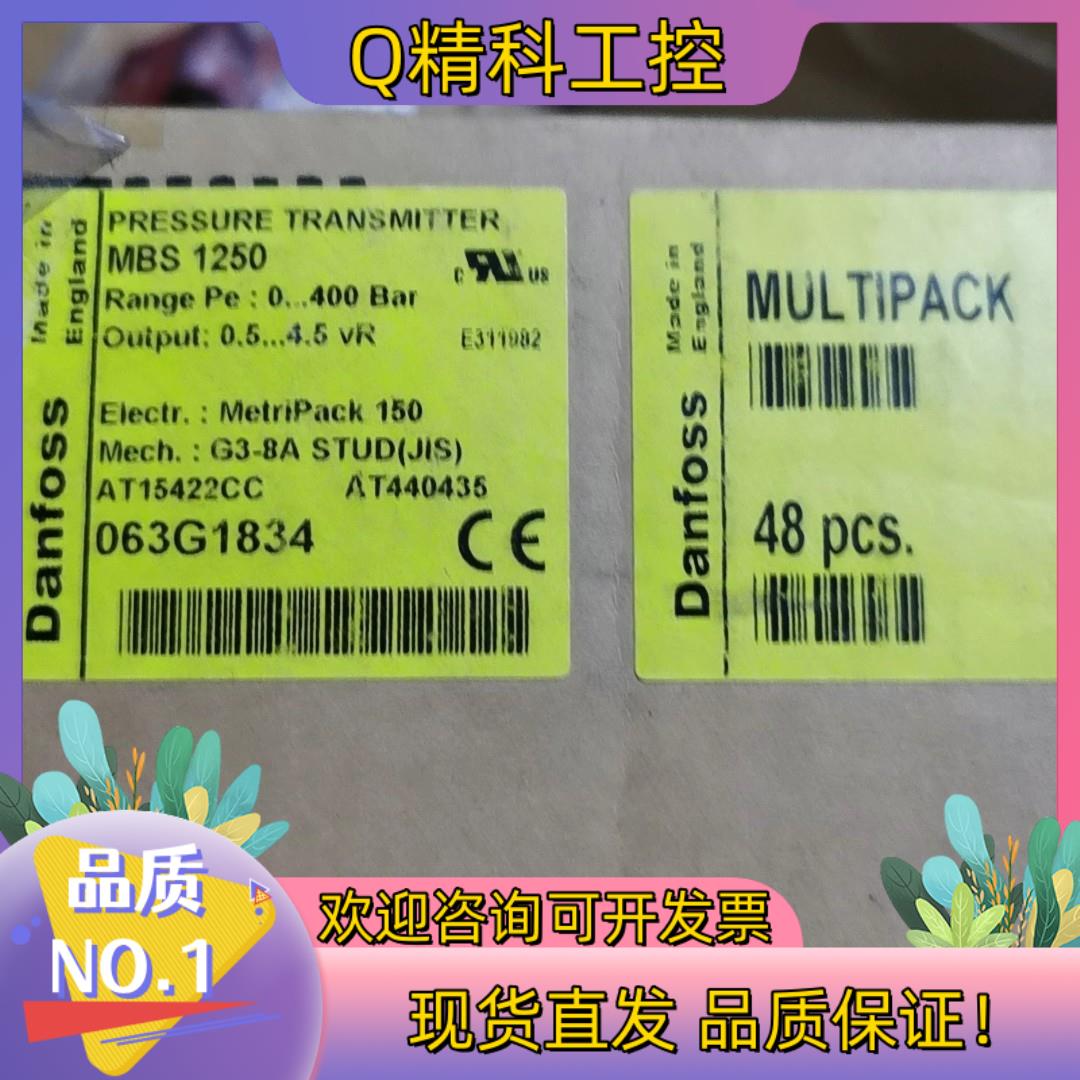 Q精科工控
Made in
England
Danfoss
PRESSURE TRANSMITTER
MBS 1250
Range Pe : 0...400 Bar
Output: 0.5...4.5 vR
c RU US
E311982
Electr. : MetriPack 150
Mech. : G3-8A STUD(JIS)
AT15422CC AT440435
063G1834
CE
Made in
England
Danfoss
MULTIPACK
48 pcs.
品质
NO.1
欢迎咨询可开发票
现货直发 品质保证!